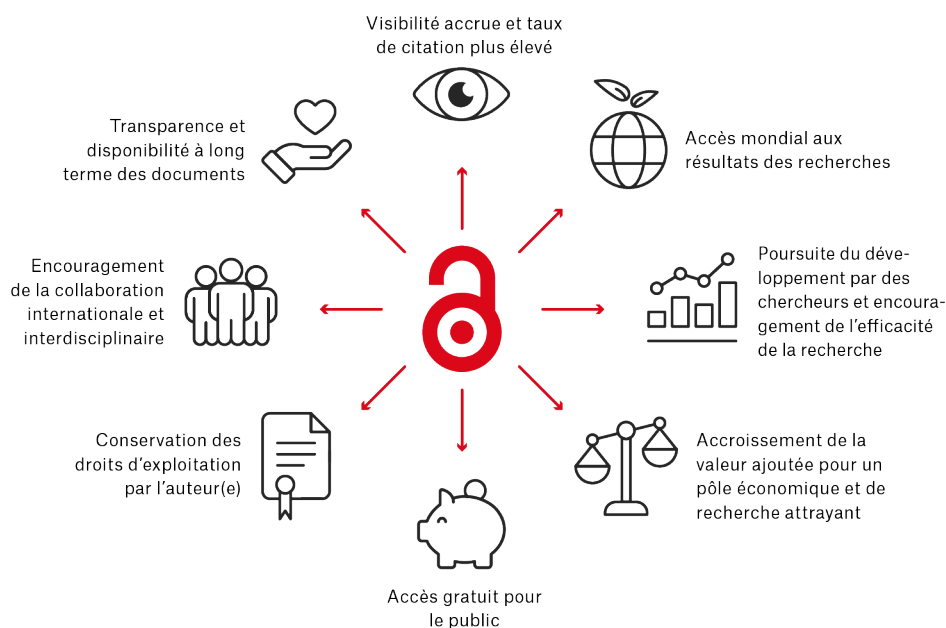 Visibilité accrue et taux
de citation plus élevé
Accès mondial aux
résultats des recherches
Poursuite du déve-
loppement par des
chercheurs et encoura-
gement de l’efficacité
de la recherche
Accroissement de la
valeur ajoutée pour un
pôle économique et de
recherche attrayant
Accès gratuit pour
le public
Conservation des
droits d’exploitation
par l’auteur(e)
Encouragement
de la collaboration
internationale et
interdisciplinaire
Transparence et
disponibilité à long
terme des documents